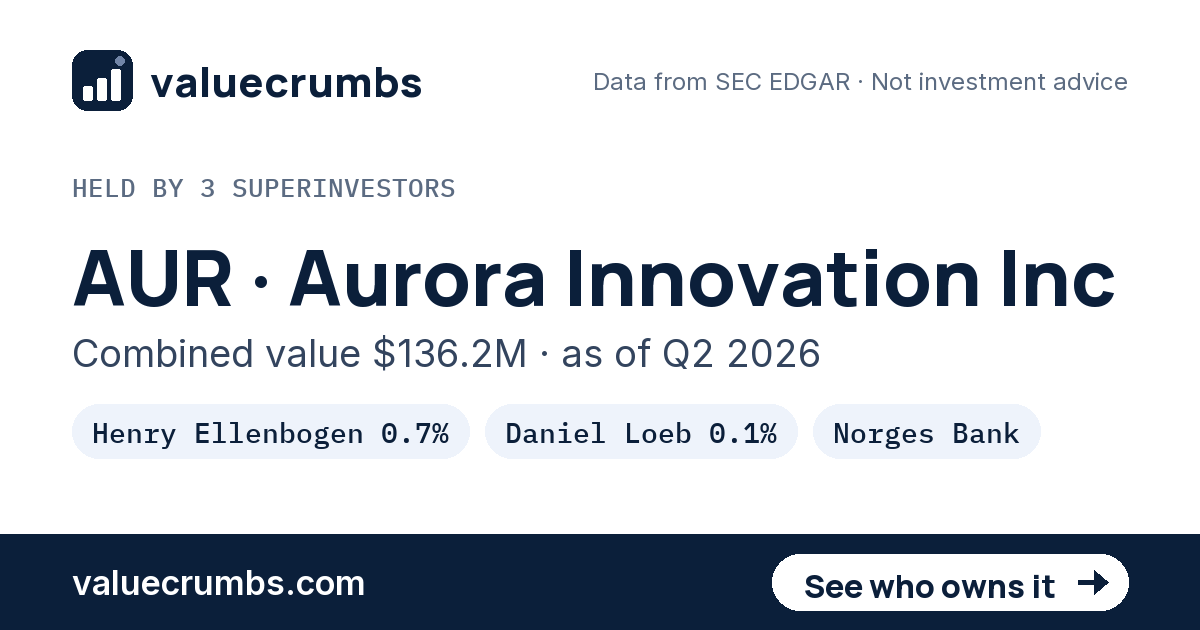 valuecrumbs
Data from SEC EDGAR · Not investment advice
HELD BY 3 SUPERINVESTORS
AUR · Aurora Innovation Inc
Combined value $136.2M · as of Q2 2026
Henry Ellenbogen 0.7%
Daniel Loeb 0.1%
Norges Bank
valuecrumbs.com
See who owns it →